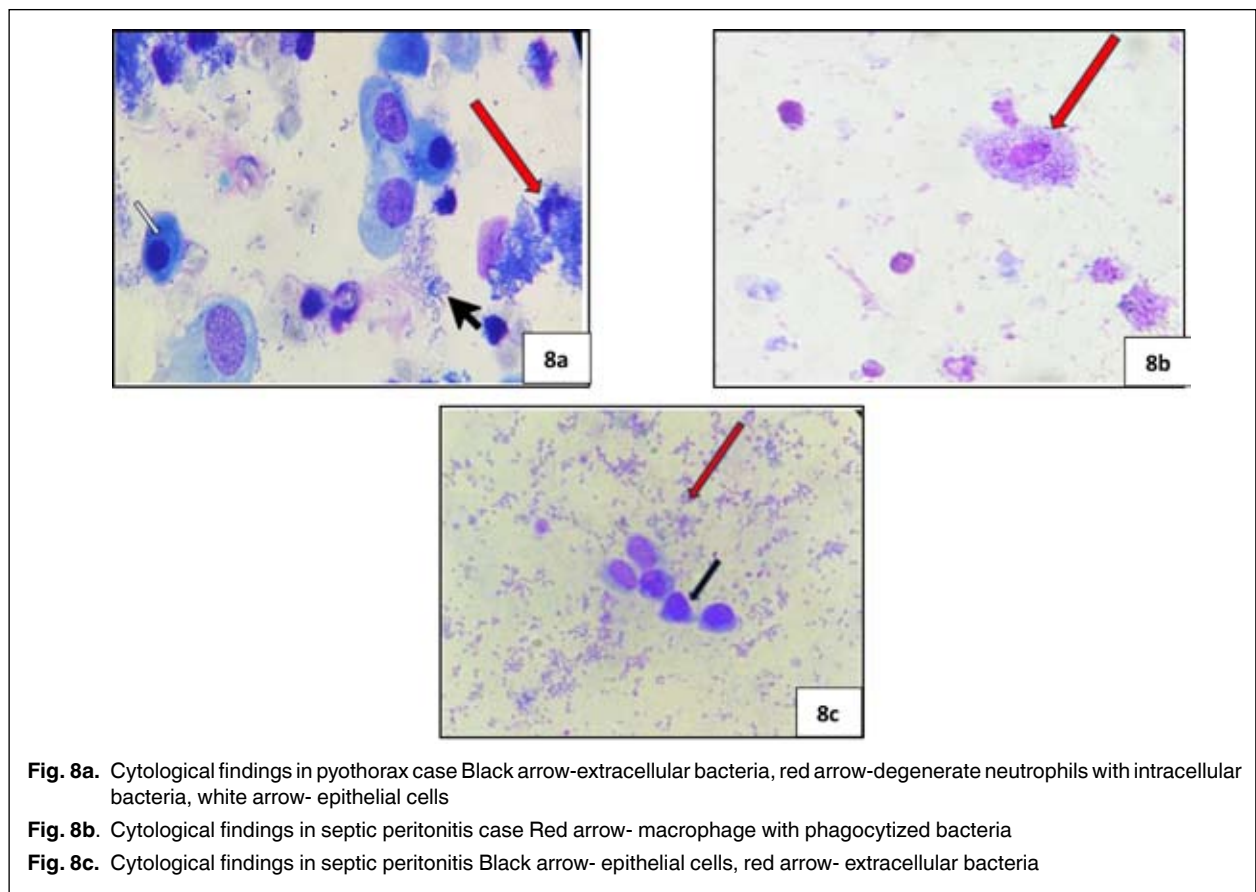 8a
8b
8c
Fig. 8a. Cytological findings in pyothorax case Black arrow-extracellular bacteria, red arrow-degenerate neutrophils with intracellular
bacteria, white arrow- epithelial cells
Fig. 8b. Cytological findings in septic peritonitis case Red arrow- macrophage with phagocytized bacteria
Fig. 8c. Cytological findings in septic peritonitis Black arrow- epithelial cells, red arrow- extracellular bacteria